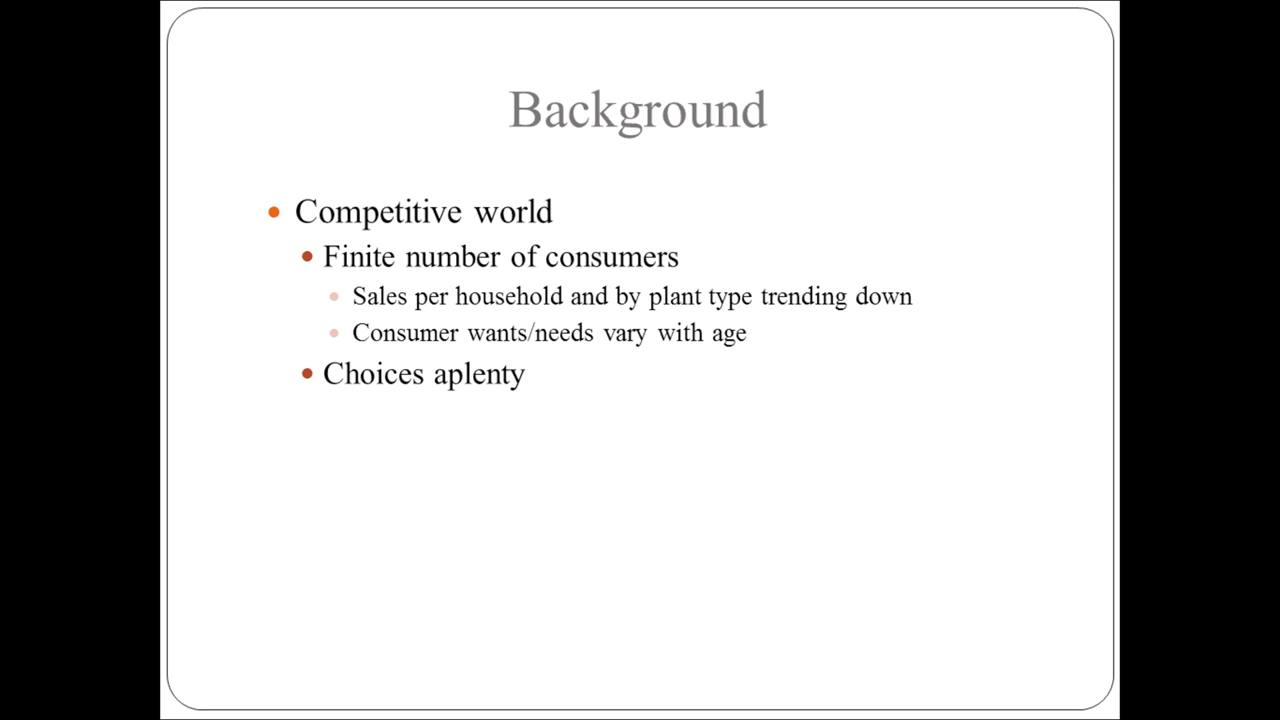 Background
Competitive world
Finite number of consumers
Sales per household and by plant type trending down
Consumer wants/needs vary with age
Choices aplenty